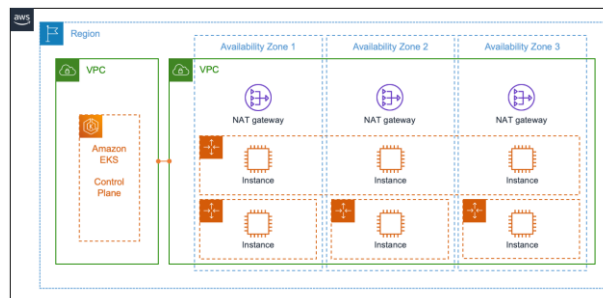 aws
Region
Availability Zone 1
Availability Zone 2
Availability Zone 3
VPC
VPC
NAT gateway
NAT gateway
NAT gateway
Amazon
EKS
Control
Plane
Instance
Instance
Instance
Instance
Instance
Instance